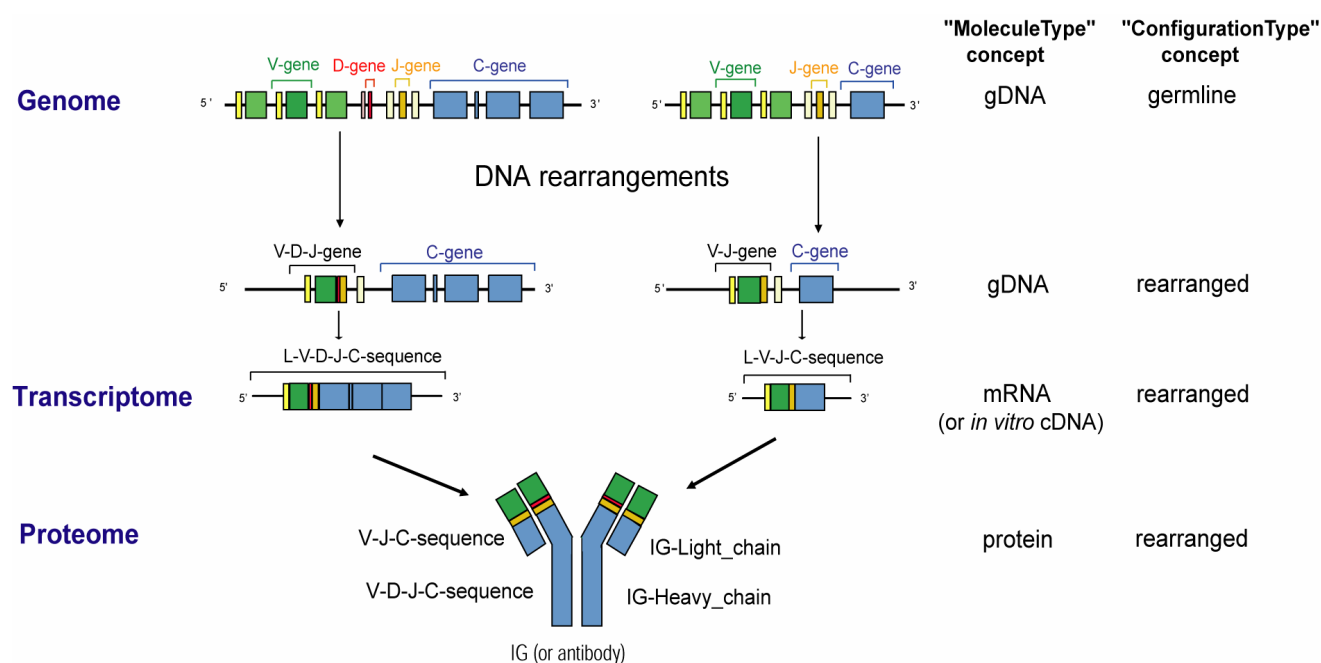 "MoleculeType" "ConfigurationType"
concept concept
V-gene D-gene J-gene C-gene V-gene J-gene C-gene
Genome 5' 3' 5' 3' gDNA germline
DNA rearrangements
V-D-J-gene C-gene V-J-gene C-gene
5' 3' 5' 3' gDNA rearranged
L-V-D-J-C-sequence L-V-J-C-sequence
Transcriptome 5' 3' 5' 3' mRNA rearranged
(or in vitro cDNA)
Proteome V-J-C-sequence IG-Light_chain protein rearranged
V-D-J-C-sequence IG-Heavy_chain
IG (or antibody)